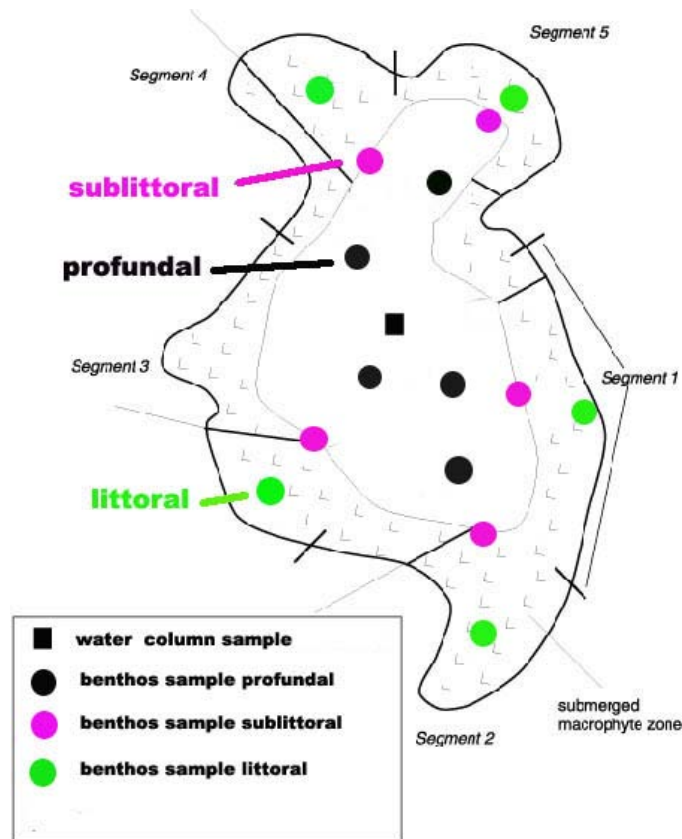 Segment 5
Segment 4
sublittoral
profundal
Segment 3
Segment 1
littoral
water column sample
benthos sample profundal
benthos sample sublittoral
benthos sample littoral
submerged
macrophyte zone
Segment 2